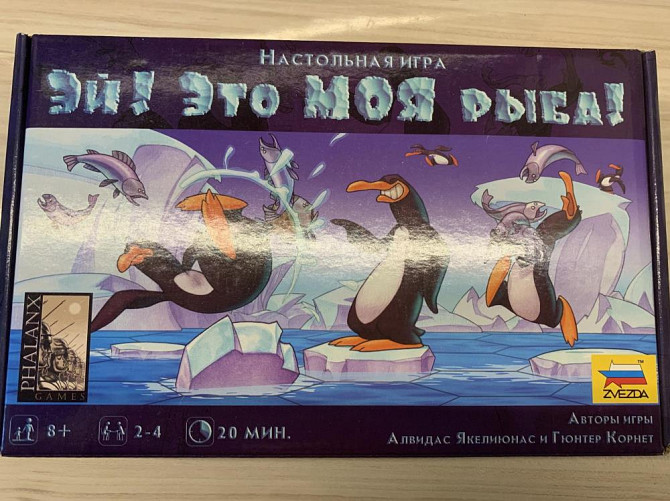 Настольная игра
Эй! Это МОЯ рыба!
PHALANX
GAMES
ZVEZDA
TM
8+
2-4
20 мин.
Авторы игры
Алвидас Якелиюнас и Гюнтер Корнет